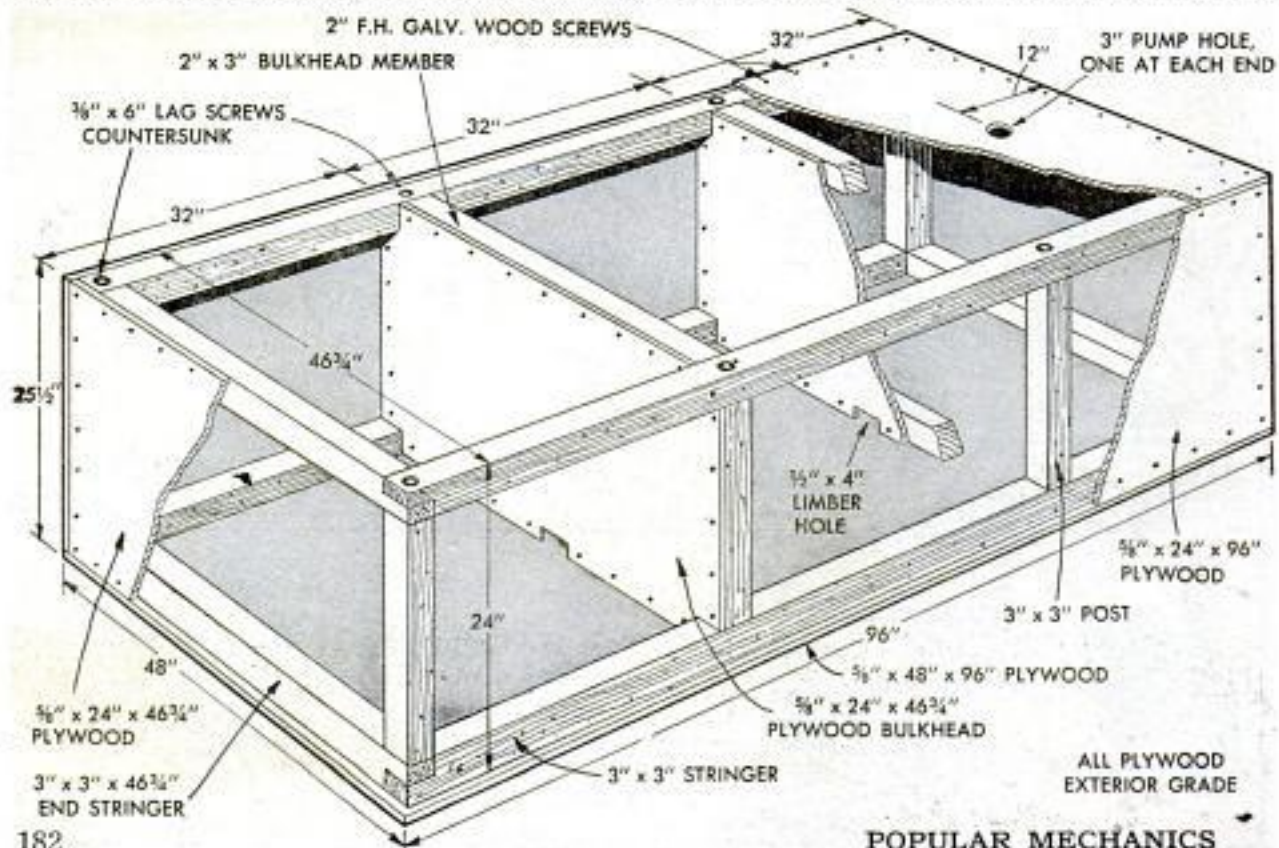 2" F.H. GALV. WOOD SCREWS
2" x 3" BULKHEAD MEMBER
⅜" x 6" LAG SCREWS
COUNTERSUNK
32"
12"
3" PUMP HOLE,
ONE AT EACH END
32"
32"
46¾"
25½"
½" x 4"
LIMBER
HOLE
⅝" x 24" x 96"
PLYWOOD
24"
3" x 3" POST
96"
48"
⅝" x 48" x 96" PLYWOOD
⅝" x 24" x 46¾"
PLYWOOD
⅝" x 24" x 46¾"
PLYWOOD BULKHEAD
3" x 3" x 46¾"
END STRINGER
3" x 3" STRINGER
ALL PLYWOOD
EXTERIOR GRADE
182
POPULAR MECHANICS